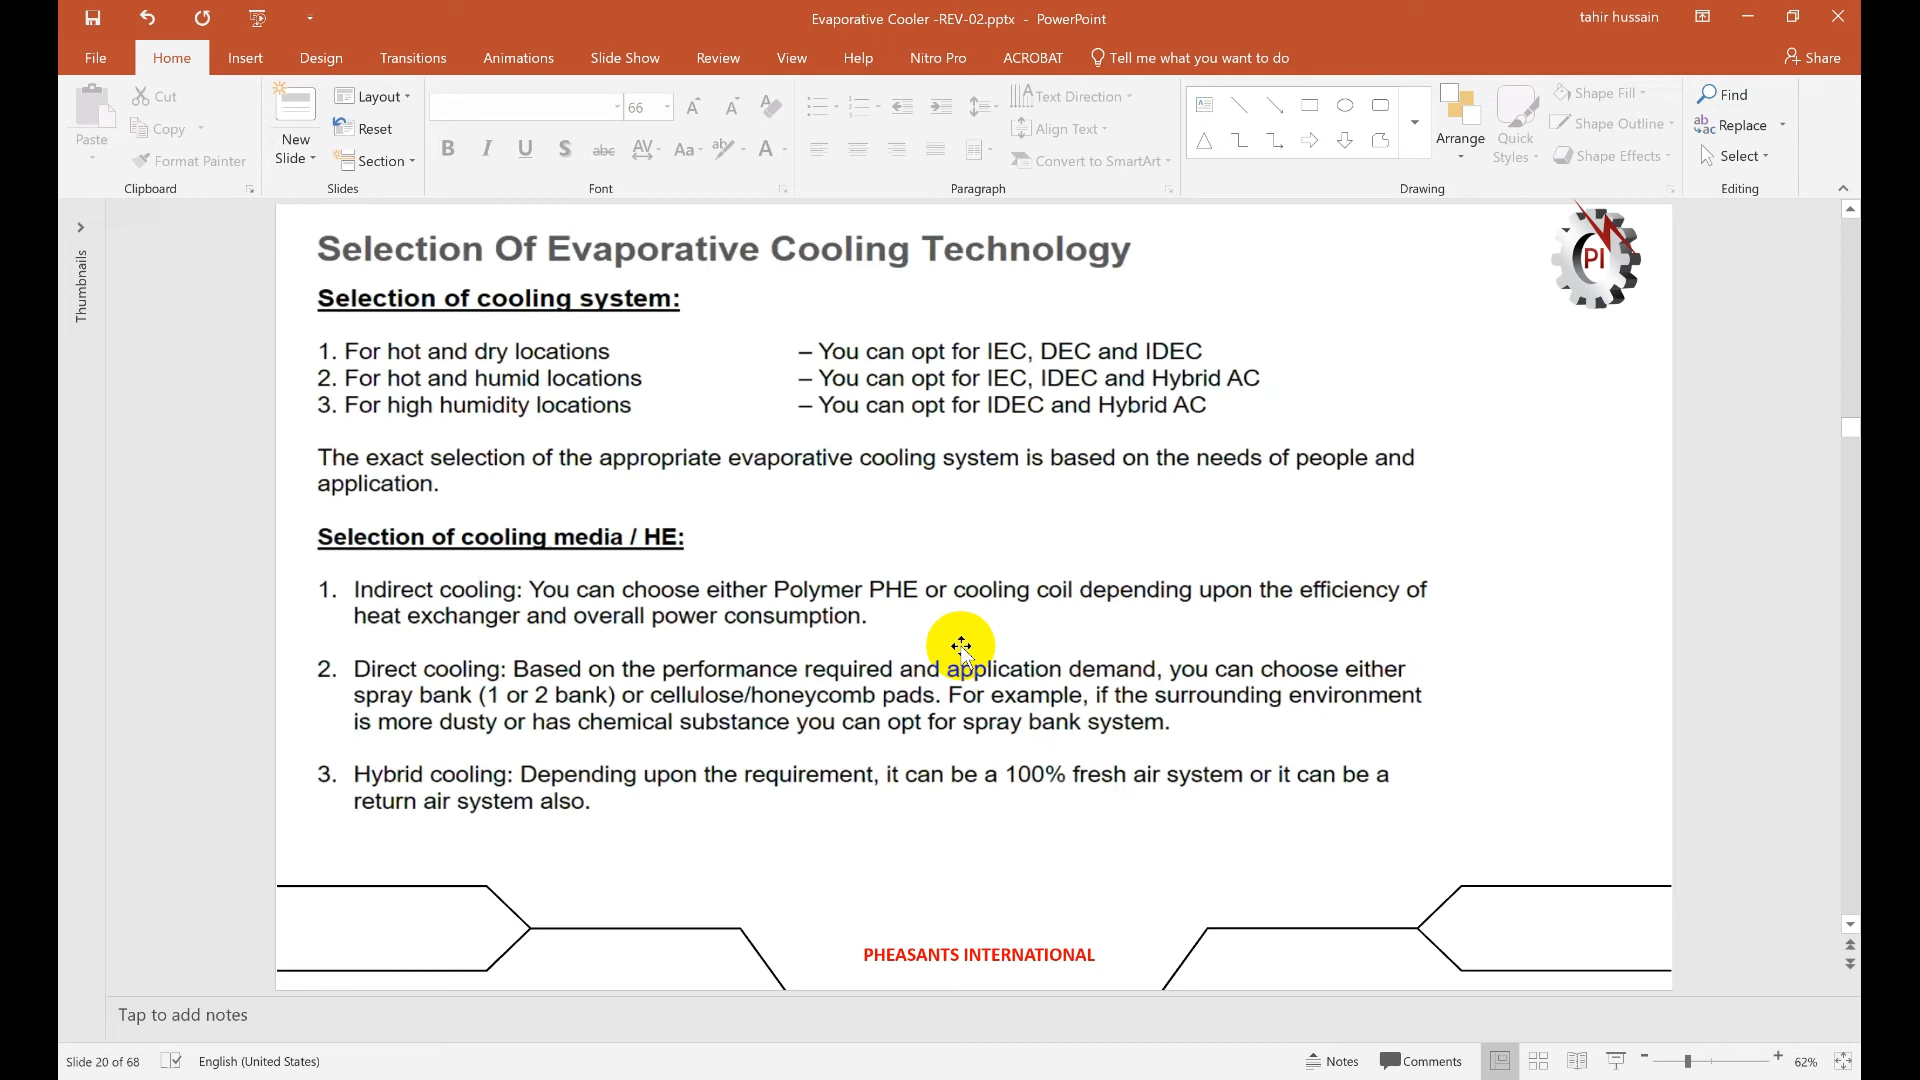 Evaporative Cooler -REV-02.pptx - PowerPoint
tahir hussain
File Home Insert Design Transitions Animations Slide Show Review View Help Nitro Pro ACROBAT Tell me what you want to do Share
Paste
Cut
Copy
Format Painter
Clipboard
New Slide
Layout
Reset
Section
Slides
66
B I U S abc AV Aa A
Font
Text Direction
Align Text
Convert to SmartArt
Paragraph
Arrange
Quick Styles
Shape Fill
Shape Outline
Shape Effects
Drawing
Find
Replace
Select
Editing
Thumbnails
PI
Selection Of Evaporative Cooling Technology
Selection of cooling system:
1. For hot and dry locations – You can opt for IEC, DEC and IDEC
2. For hot and humid locations – You can opt for IEC, IDEC and Hybrid AC
3. For high humidity locations – You can opt for IDEC and Hybrid AC
The exact selection of the appropriate evaporative cooling system is based on the needs of people and
application.
Selection of cooling media / HE:
1. Indirect cooling: You can choose either Polymer PHE or cooling coil depending upon the efficiency of
heat exchanger and overall power consumption.
2. Direct cooling: Based on the performance required and application demand, you can choose either
spray bank (1 or 2 bank) or cellulose/honeycomb pads. For example, if the surrounding environment
is more dusty or has chemical substance you can opt for spray bank system.
3. Hybrid cooling: Depending upon the requirement, it can be a 100% fresh air system or it can be a
return air system also.
PHEASANTS INTERNATIONAL
Tap to add notes
Slide 20 of 68 English (United States) Notes Comments 62%